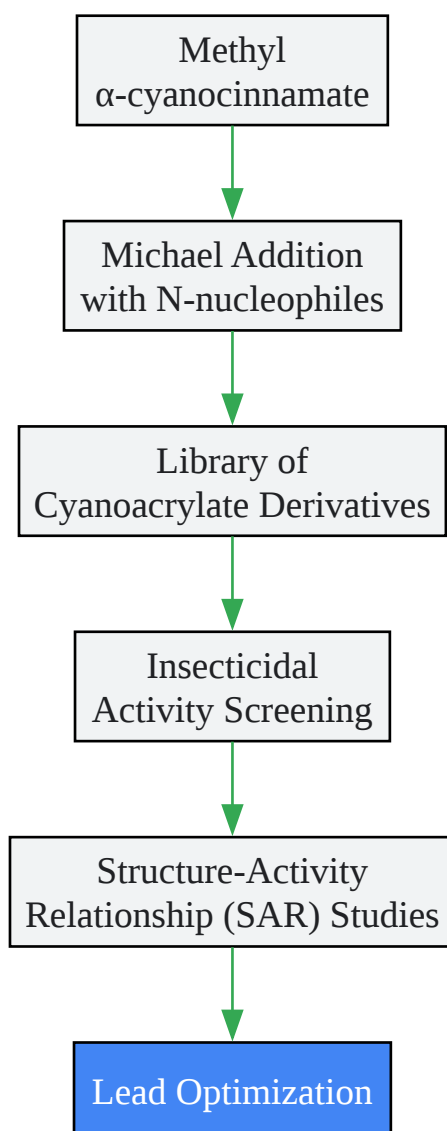 Methyl
α-cyanocinnamate
Michael Addition
with N-nucleophiles
Library of
Cyanoacrylate Derivatives
Insecticidal
Activity Screening
Structure-Activity
Relationship (SAR) Studies
Lead Optimization